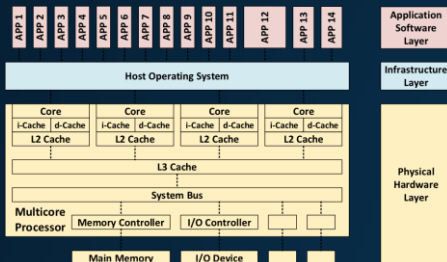 APP 1
APP 2
APP 3
APP 4
APP 5
APP 6
APP 7
APP 8
APP 9
APP 10
APP 11
APP 12
APP 13
APP 14
Application
Software
Layer
Host Operating System
Infrastructure
Layer
Core Core Core Core
i-Cache d-Cache i-Cache d-Cache i-Cache d-Cache i-Cache d-Cache
L2 Cache L2 Cache L2 Cache L2 Cache
L3 Cache
System Bus
Multicore
Processor
Memory Controller I/O Controller
Main Memory I/O Device
Physical
Hardware
Layer